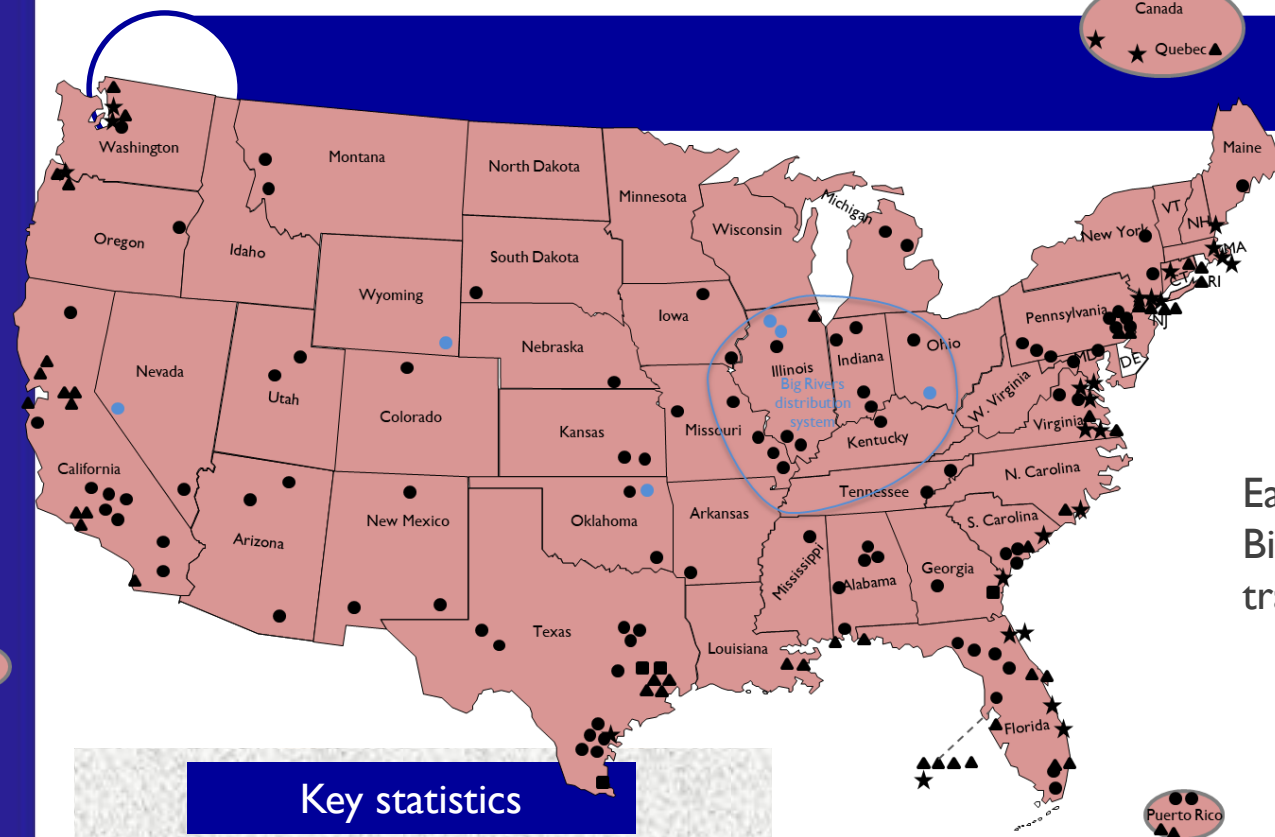 Canada
Quebec
Washington
Montana
North Dakota
Minnesota
Maine
Michigan
VT
NH
Wisconsin
New York
Oregon
Idaho
South Dakota
MA
Wyoming
CT
RI
Iowa
Pennsylvania
NJ
Nebraska
Ohio
Indiana
MD
DE
Nevada
Illinois
Utah
Big Rivers
distribution
system
W. Virginia
Colorado
Kansas
Missouri
Kentucky
Virginia
California
N. Carolina
Tennessee
Ea
Arkansas
S. Carolina
New Mexico
Oklahoma
Arizona
Bi
Mississippi
Alabama
Georgia
tra
Texas
Louisiana
Florida
Key statistics
Puerto Rico